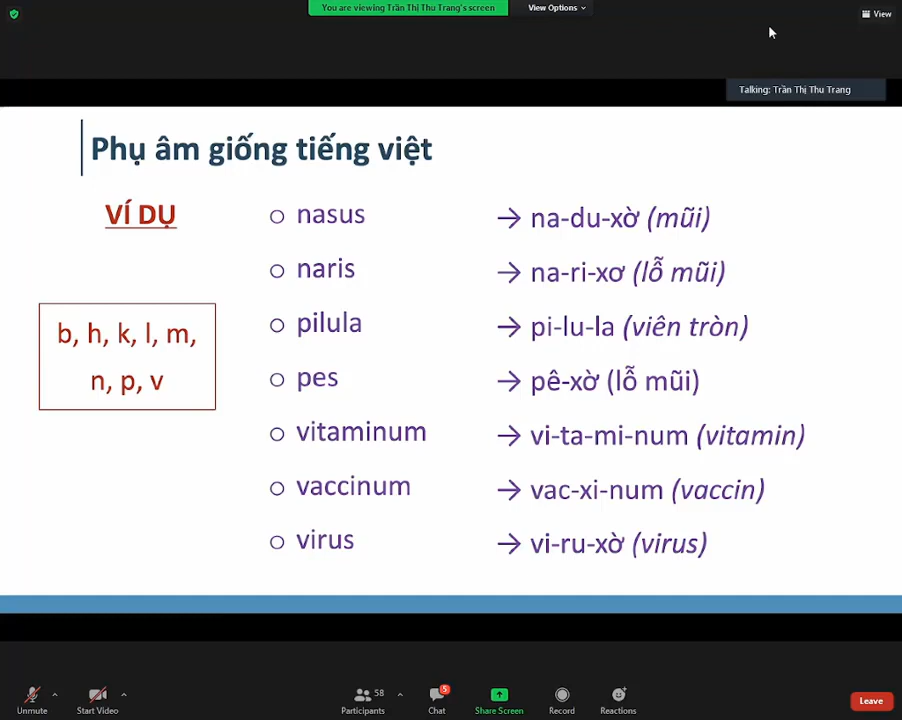 You are viewing Trần Thị Thu Trang's screen
View Options
View
Talking: Trần Thị Thu Trang
Phụ âm giống tiếng việt
VÍ DỤ
b, h, k, l, m,
n, p, v
nasus → na-du-xờ (mũi)
naris → na-ri-xơ (lỗ mũi)
pilula → pi-lu-la (viên tròn)
pes → pê-xờ (lỗ mũi)
vitaminum → vi-ta-mi-num (vitamin)
vaccinum → vac-xi-num (vaccin)
virus → vi-ru-xờ (virus)
Unmute
Start Video
58
Participants
5
Chat
Share Screen
Record
Reactions
Leave